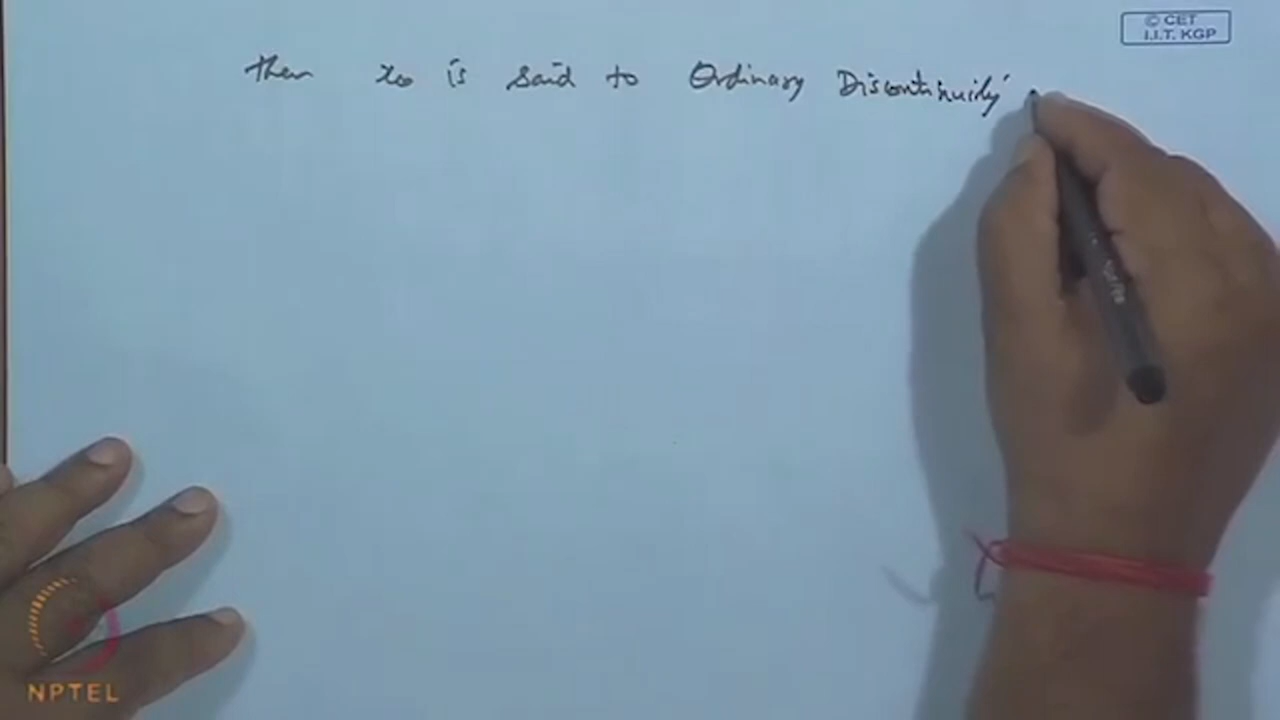 © CET
I.I.T. KGP
then x₀ is said to Ordinary Discontinuity
NPTEL